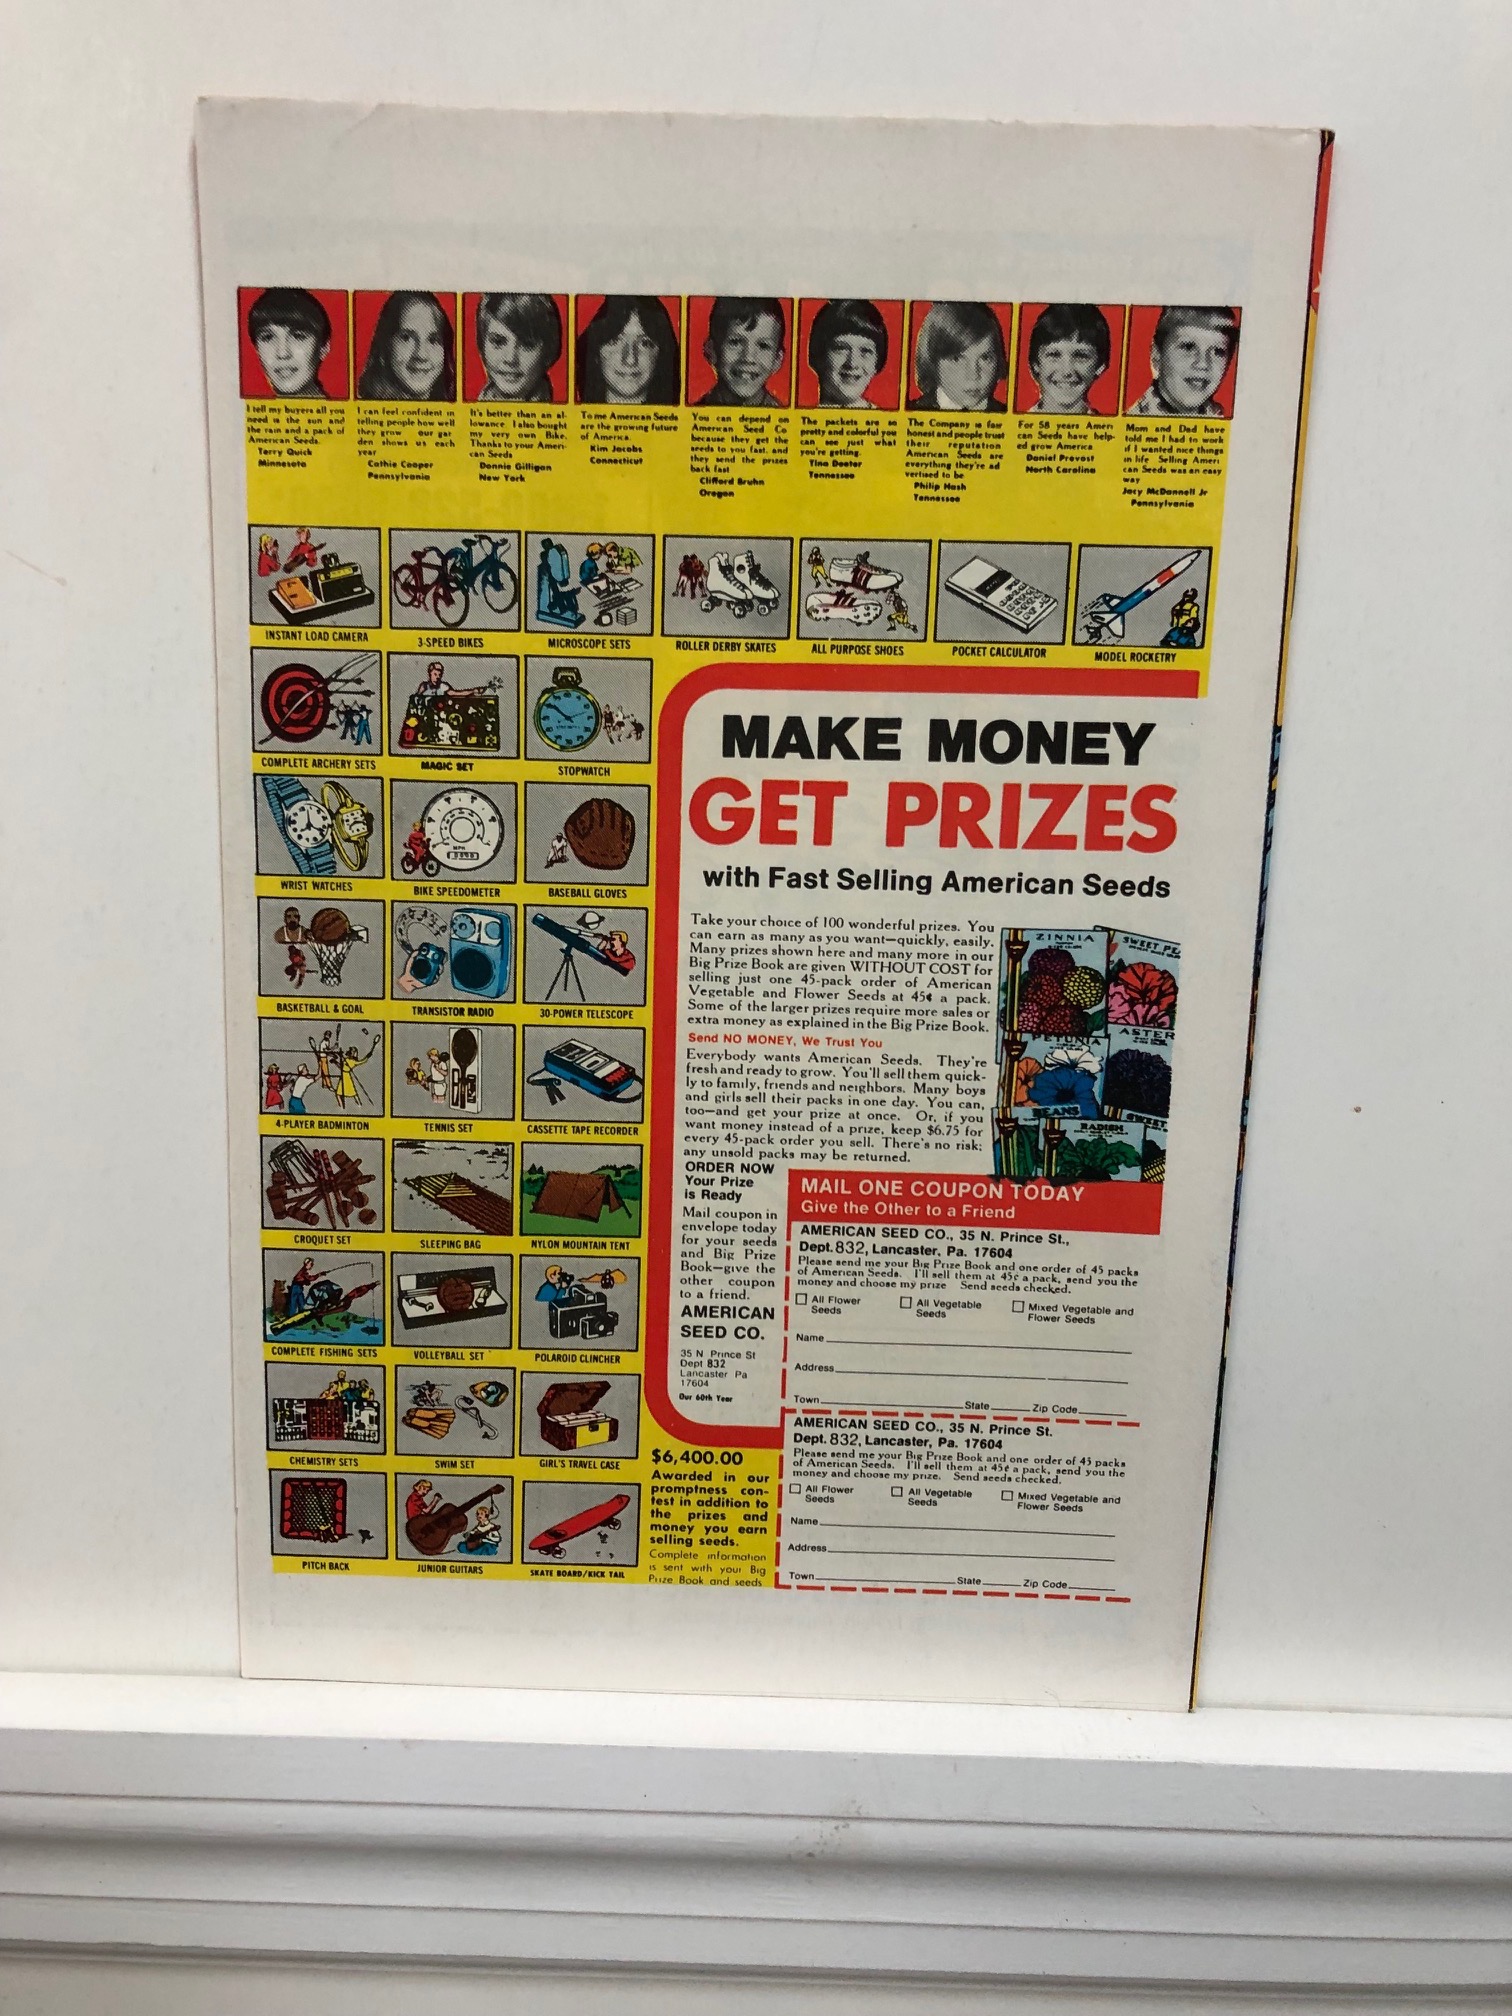 I tell my buyers all you
need is the sun and
the rain and a pack of
American Seeds.
Terry Quick
Minnesota
I can feel confident in
telling people how well
they grow our gar
den shows us each
year
Cathie Cooper
Pennsylvania
It's better than an al-
lowance. I also bought
my very own Bike.
Thanks to your Ameri-
can Seeds
Donnie Gilligan
New York
To me American Seeds
are the growing future
of America.
Kim Jacobs
Connecticut
You can depend on
American Seed Co
because they get the
seeds to you fast, and
they send the prizes
back fast
Clifford Bruhn
Oregon
The packets are so
pretty and colorful you
can see just what
you're getting.
Tina Deeter
Tennessee
The Company is fair
honest and people trust
their reputation
American Seeds are
everything they're ad
vertised to be
Philip Hash
Tennessee
For 58 years Ameri
can Seeds have help-
ed grow America
Daniel Prevost
North Carolina
Mom and Dad have
told me I had to work
if I wanted nice things
in life Selling Ameri
can Seeds was an easy
way
Jacy McDannell Jr
Pennsylvania
INSTANT LOAD CAMERA
3-SPEED BIKES
MICROSCOPE SETS
ROLLER DERBY SKATES
ALL PURPOSE SHOES
POCKET CALCULATOR
MODEL ROCKETRY
COMPLETE ARCHERY SETS
MAGIC SET
STOPWATCH
WRIST WATCHES
MPH
BIKE SPEEDOMETER
BASEBALL GLOVES
BASKETBALL & GOAL
TRANSISTOR RADIO
30-POWER TELESCOPE
4-PLAYER BADMINTON
TENNIS SET
CASSETTE TAPE RECORDER
CROQUET SET
SLEEPING BAG
NYLON MOUNTAIN TENT
COMPLETE FISHING SETS
VOLLEYBALL SET
POLAROID CLINCHER
CHEMISTRY SETS
SWIM SET
GIRL'S TRAVEL CASE
PITCH BACK
JUNIOR GUITARS
SKATE BOARD/KICK TAIL
MAKE MONEY
GET PRIZES
with Fast Selling American Seeds
Take your choice of 100 wonderful prizes. You
can earn as many as you want—quickly, easily.
Many prizes shown here and many more in our
Big Prize Book are given WITHOUT COST for
selling just one 45-pack order of American
Vegetable and Flower Seeds at 45¢ a pack.
Some of the larger prizes require more sales or
extra money as explained in the Big Prize Book.
Send NO MONEY, We Trust You
Everybody wants American Seeds. They're
fresh and ready to grow. You'll sell them quick-
ly to family, friends and neighbors. Many boys
and girls sell their packs in one day. You can,
too—and get your prize at once. Or, if you
want money instead of a prize, keep $6.75 for
every 45-pack order you sell. There's no risk;
any unsold packs may be returned.
ZINNIA
SWEET PE
ASTER
PETUNIA
BEANS
SWEET
RADISH
ORDER NOW
Your Prize
is Ready
Mail coupon in
envelope today
for your seeds
and Big Prize
Book—give the
other coupon
to a friend.
AMERICAN
SEED CO.
35 N Prince St
Dept 832
Lancaster Pa
17604
Our 60th Year
$6,400.00
Awarded in our
promptness con-
test in addition to
the prizes and
money you earn
selling seeds.
Complete information
is sent with your Big
Prize Book and seeds
MAIL ONE COUPON TODAY
Give the Other to a Friend
AMERICAN SEED CO., 35 N. Prince St.,
Dept. 832, Lancaster, Pa. 17604
Please send me your Big Prize Book and one order of 45 packs
of American Seeds. I'll sell them at 45¢ a pack, send you the
money and choose my prize Send seeds checked.
All Flower Seeds
All Vegetable Seeds
Mixed Vegetable and Flower Seeds
Name
Address
Town State Zip Code
AMERICAN SEED CO., 35 N. Prince St.
Dept. 832, Lancaster, Pa. 17604
Please send me your Big Prize Book and one order of 45 packs
of American Seeds. I'll sell them at 45¢ a pack, send you the
money and choose my prize. Send seeds checked.
All Flower Seeds
All Vegetable Seeds
Mixed Vegetable and Flower Seeds
Name
Address
Town State Zip Code